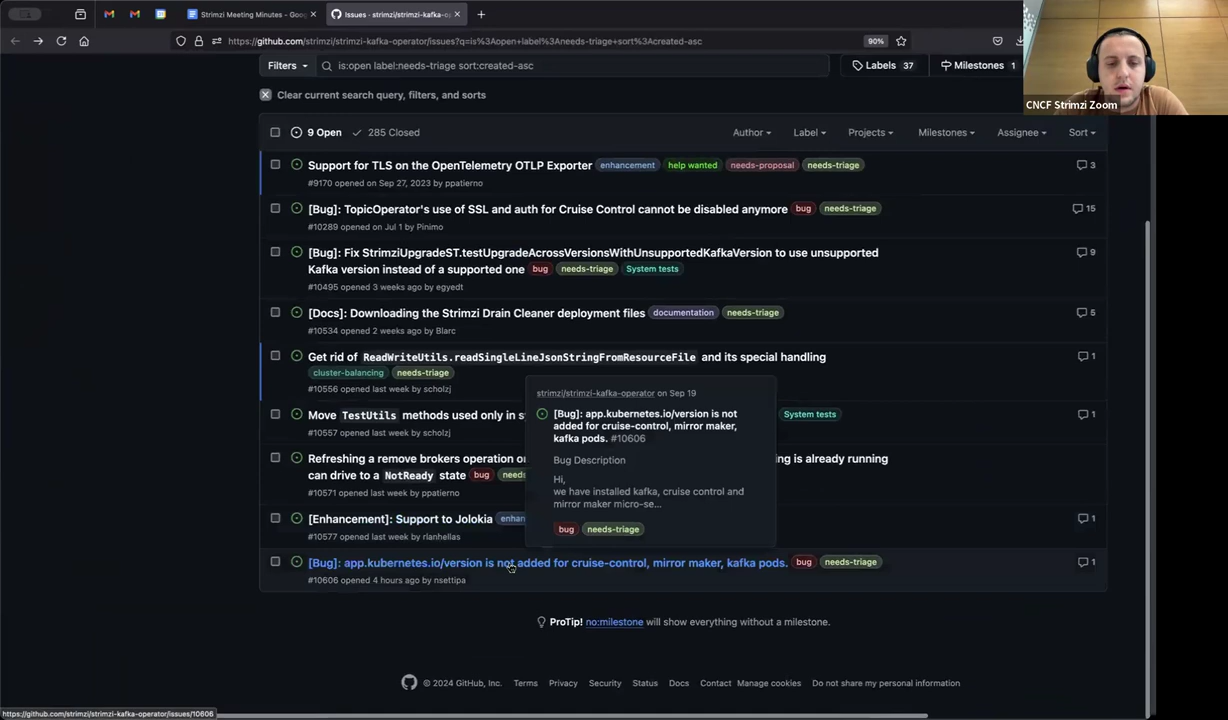 Strimzi Meeting Minutes - Goo
Issues · strimzi/strimzi-kafka-o
https://github.com/strimzi/strimzi-kafka-operator/issues?q=is%3Aopen+label%3Aneeds-triage+sort%3Acreated-asc
90%
CNCF Strimzi Zoom
Filters
is:open label:needs-triage sort:created-asc
Labels 37
Milestones 1
Clear current search query, filters, and sorts
9 Open 285 Closed
Author Label Projects Milestones Assignee Sort
Support for TLS on the OpenTelemetry OTLP Exporter enhancement help wanted needs-proposal needs-triage 3
#9170 opened on Sep 27, 2023 by ppatierno
[Bug]: TopicOperator's use of SSL and auth for Cruise Control cannot be disabled anymore bug needs-triage 15
#10289 opened on Jul 1 by Pinimo
[Bug]: Fix StrimziUpgradeST.testUpgradeAcrossVersionsWithUnsupportedKafkaVersion to use unsupported 9
Kafka version instead of a supported one bug needs-triage System tests
#10495 opened 3 weeks ago by egyedt
[Docs]: Downloading the Strimzi Drain Cleaner deployment files documentation needs-triage 5
#10534 opened 2 weeks ago by Blarc
Get rid of ReadWriteUtils.readSingleLineJsonStringFromResourceFile and its special handling 1
cluster-balancing needs-triage
#10556 opened last week by scholzj
Move TestUtils methods used only in s System tests 1
#10557 opened last week by scholzj
Refreshing a remove brokers operation o ing is already running
can drive to a NotReady state bug needs
#10571 opened last week by ppatierno
[Enhancement]: Support to Jolokia enhan 1
#10577 opened last week by rlanhellas
strimzi/strimzi-kafka-operator on Sep 19
[Bug]: app.kubernetes.io/version is not
added for cruise-control, mirror maker,
kafka pods. #10606
Bug Description
Hi,
we have installed kafka, cruise control and
mirror maker micro-se...
bug needs-triage
[Bug]: app.kubernetes.io/version is not added for cruise-control, mirror maker, kafka pods. bug needs-triage 1
#10606 opened 4 hours ago by nsettipa
ProTip! no:milestone will show everything without a milestone.
© 2024 GitHub, Inc. Terms Privacy Security Status Docs Contact Manage cookies Do not share my personal information
https://github.com/strimzi/strimzi-kafka-operator/issues/10606